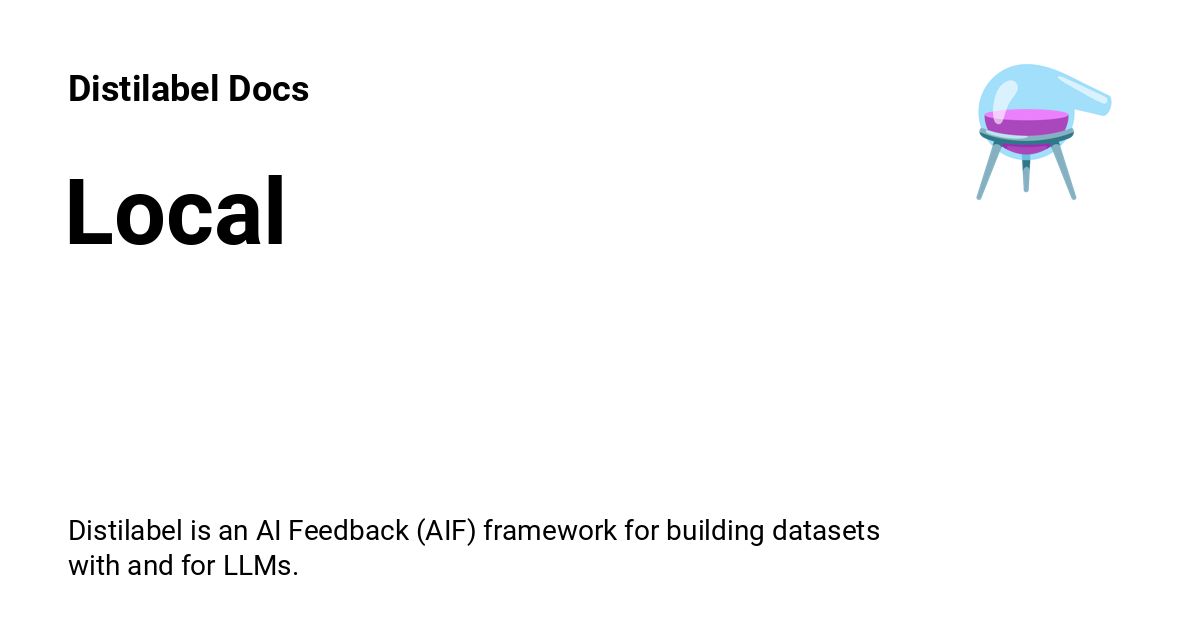 Distilabel Docs
Local
Distilabel is an AI Feedback (AIF) framework for building datasets
with and for LLMs.